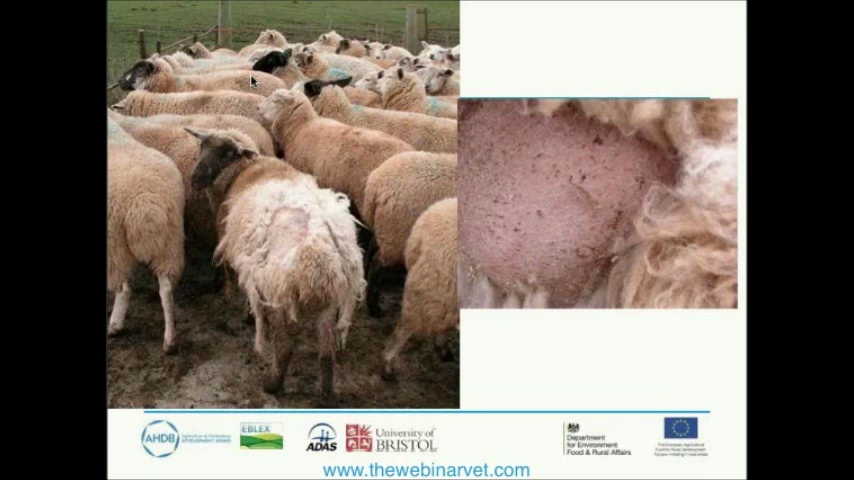 AHDB
EBLEX
ADAS
University of
BRISTOL
Department
for Environment
Food & Rural Affairs
www.thewebinarvet.com